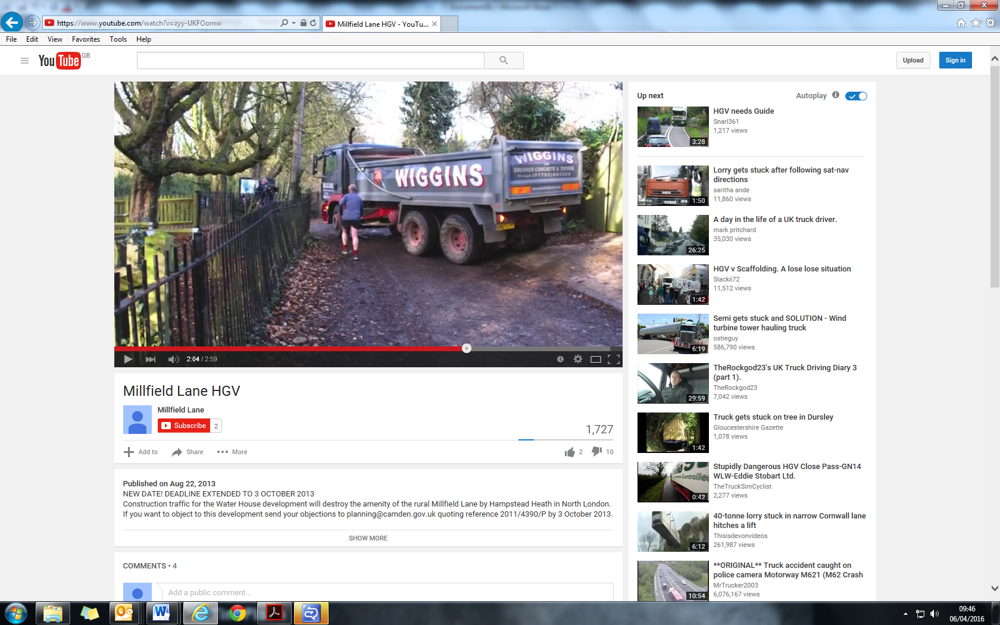 https://www.youtube.com/watch?v=zyy-UKFOomw
Millfield Lane HGV - YouTu...
File Edit View Favorites Tools Help
YouTube GB
Upload
Sign in
WIGGINS
WIGGINS
CRUSHED CONCRETE & TOPSOIL
WIGGINS
2:04 / 2:59
Millfield Lane HGV
Millfield Lane
Subscribe 2
1,727
Add to Share More 2 10
Published on Aug 22, 2013
NEW DATE! DEADLINE EXTENDED TO 3 OCTOBER 2013
Construction traffic for the Water House development will destroy the amenity of the rural Millfield Lane by Hampstead Heath in North London.
If you want to object to this development send your objections to planning@camden.gov.uk quoting reference 2011/4390/P by 3 October 2013.
SHOW MORE
COMMENTS • 4
Add a public comment...
Up next
Autoplay
HGV needs Guide
Snarl361
1,217 views
3:28
Lorry gets stuck after following sat-nav
directions
saritha ande
11,860 views
1:50
A day in the life of a UK truck driver.
mark pritchard
35,030 views
26:25
HGV v Scaffolding. A lose lose situation
Slackii72
11,512 views
1:42
Semi gets stuck and SOLUTION - Wind
turbine tower hauling truck
ostieguy
586,790 views
6:19
TheRockgod23's UK Truck Driving Diary 3
(part 1).
TheRockgod23
7,042 views
29:59
Truck gets stuck on tree in Dursley
Gloucestershire Gazette
1,078 views
1:42
Stupidly Dangerous HGV Close Pass-GN14
WLW-Eddie Stobart Ltd.
TheTruckSimCyclist
2,277 views
0:42
40-tonne lorry stuck in narrow Cornwall lane
hitches a lift
Thisisdevonvideos
261,987 views
6:12
**ORIGINAL** Truck accident caught on
police camera Motorway M621 (M62 Crash
MrTrucker2003
6,076,167 views
10:54
09:46
06/04/2016